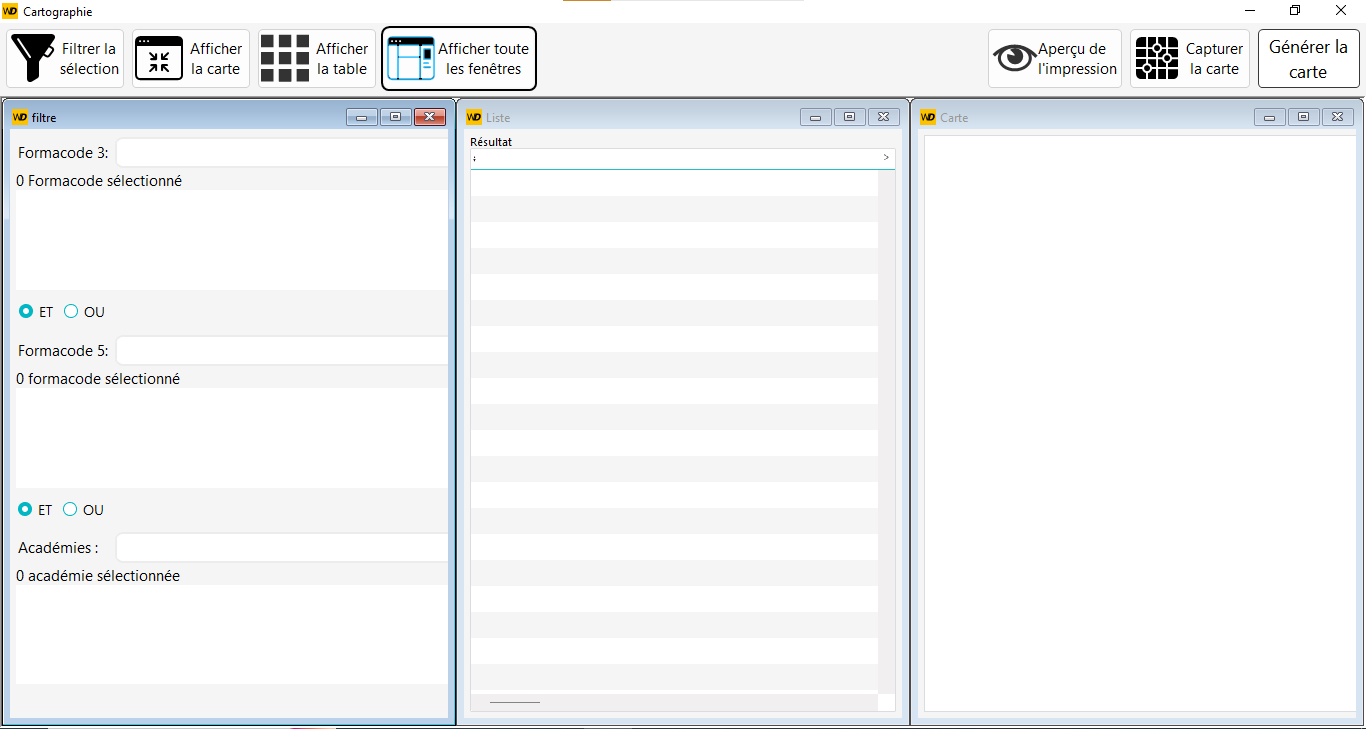 WD Cartographie
Filtrer la
sélection
Afficher
la carte
Afficher
la table
Afficher toute
les fenêtres
Aperçu de
l'impression
Capturer
la carte
Générer la
carte
WD filtre
Formacode 3:
0 Formacode sélectionné
ET OU
Formacode 5:
0 formacode sélectionné
ET OU
Académies :
0 académie sélectionnée
WD Liste
Résultat
WD Carte